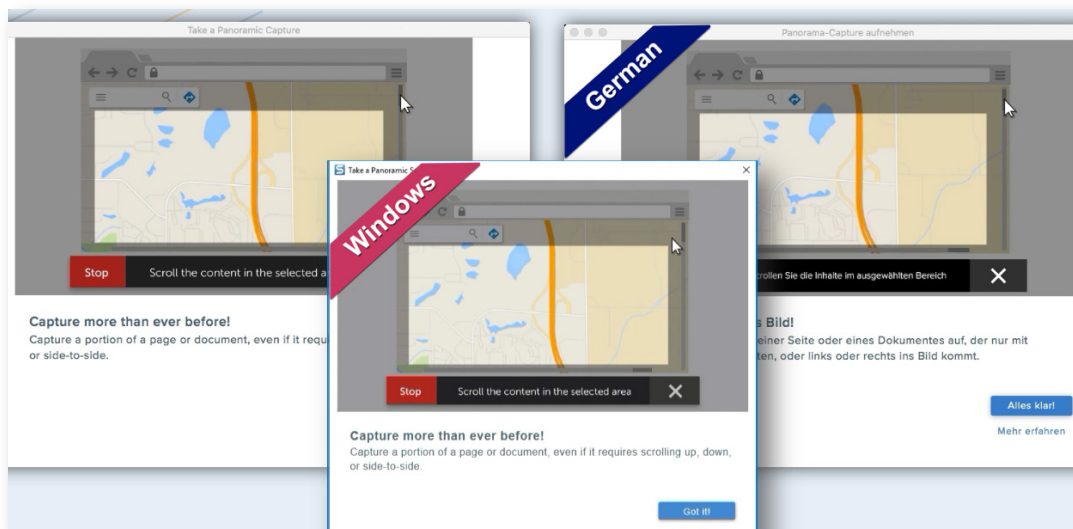 Take a Panoramic Capture
Stop
Scroll the content in the selected
Capture more than ever before!
Capture a portion of a page or document, even if it
or side-to-side.
German
Panorama-Capture aufnehmen
Sie die Inhalte im ausgewählten Bereich
Bild!
einer Seite oder eines Dokumentes auf, der nur mit
oder links oder rechts ins Bild kommt.
Alles klar!
Mehr erfahren
Windows
Take a Panoramic
Stop
Scroll the content in the selected area
Capture more than ever before!
Capture a portion of a page or document, even if it requires scrolling up, down,
or side-to-side.
Got it!